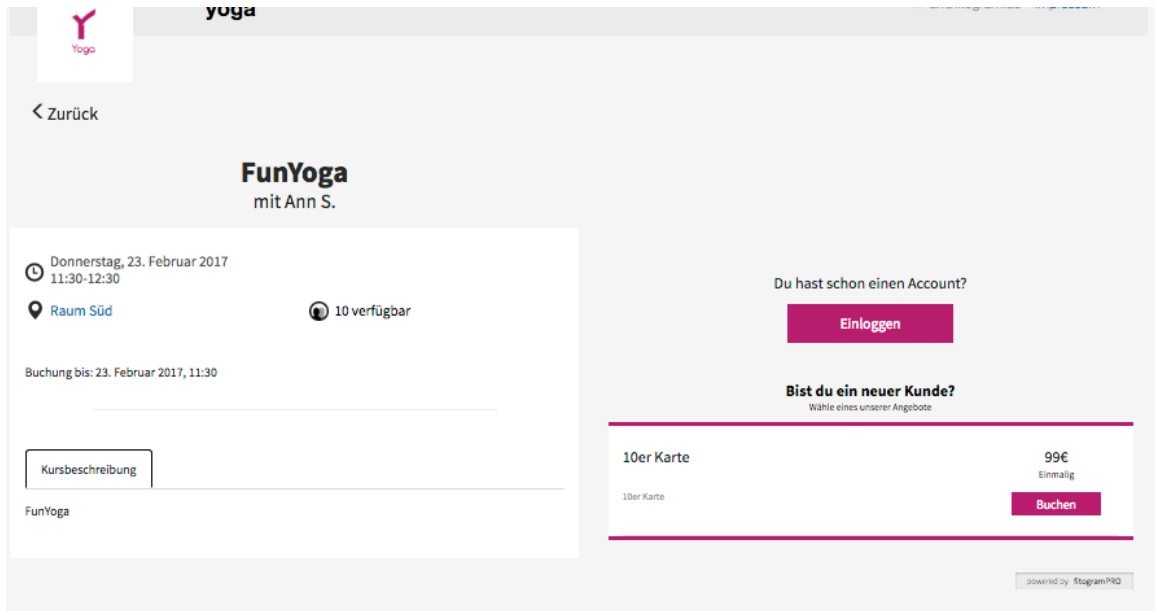 yoga
Yoga
Zurück
FunYoga
mit Ann S.
Donnerstag, 23. Februar 2017
11:30-12:30
Raum Süd
10 verfügbar
Buchung bis: 23. Februar 2017, 11:30
Kursbeschreibung
FunYoga
Du hast schon einen Account?
Einloggen
Bist du ein neuer Kunde?
Wähle eines unserer Angebote
10er Karte
99€
Einmalig
10er Karte
Buchen
powered by fitogramPRO